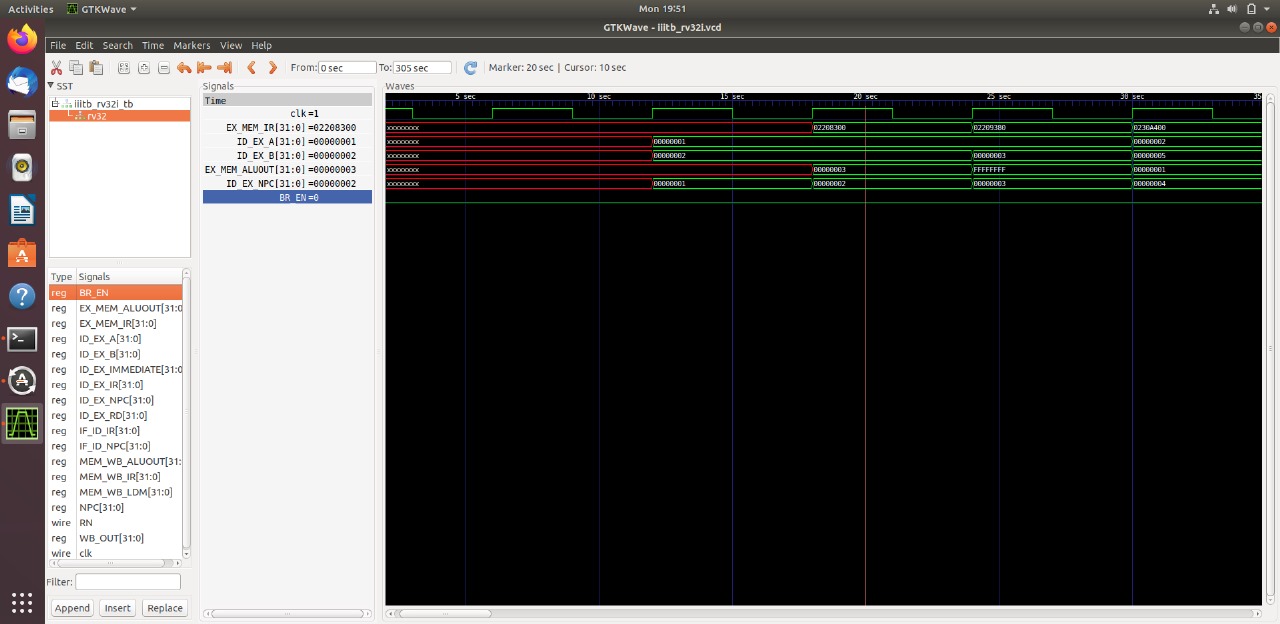 Activities GTKWave Mon 19:51
GTKWave - iiitb_rv32i.vcd
File Edit Search Time Markers View Help
From: 0 sec To: 305 sec Marker: 20 sec | Cursor: 10 sec
SST
iiitb_rv32i_tb
rv32
Signals
Time
clk =1
EX_MEM_IR[31:0] =02208300
ID_EX_A[31:0] =00000001
ID_EX_B[31:0] =00000002
EX_MEM_ALUOUT[31:0] =00000003
ID_EX_NPC[31:0] =00000002
BR_EN =0
Waves
5 sec 10 sec 15 sec 20 sec 25 sec 30 sec 35
xxxxxxxx 02208300 02209380 0230A400
xxxxxxxx 00000001 00000002
xxxxxxxx 00000002 00000003 00000005
xxxxxxxx 00000003 FFFFFFFF 00000001
xxxxxxxx 00000001 00000002 00000003 00000004
Type Signals
reg BR_EN
reg EX_MEM_ALUOUT[31:0
reg EX_MEM_IR[31:0]
reg ID_EX_A[31:0]
reg ID_EX_B[31:0]
reg ID_EX_IMMEDIATE[31:0
reg ID_EX_IR[31:0]
reg ID_EX_NPC[31:0]
reg ID_EX_RD[31:0]
reg IF_ID_IR[31:0]
reg IF_ID_NPC[31:0]
reg MEM_WB_ALUOUT[31:
reg MEM_WB_IR[31:0]
reg MEM_WB_LDM[31:0]
reg NPC[31:0]
wire RN
reg WB_OUT[31:0]
wire clk
Filter:
Append Insert Replace